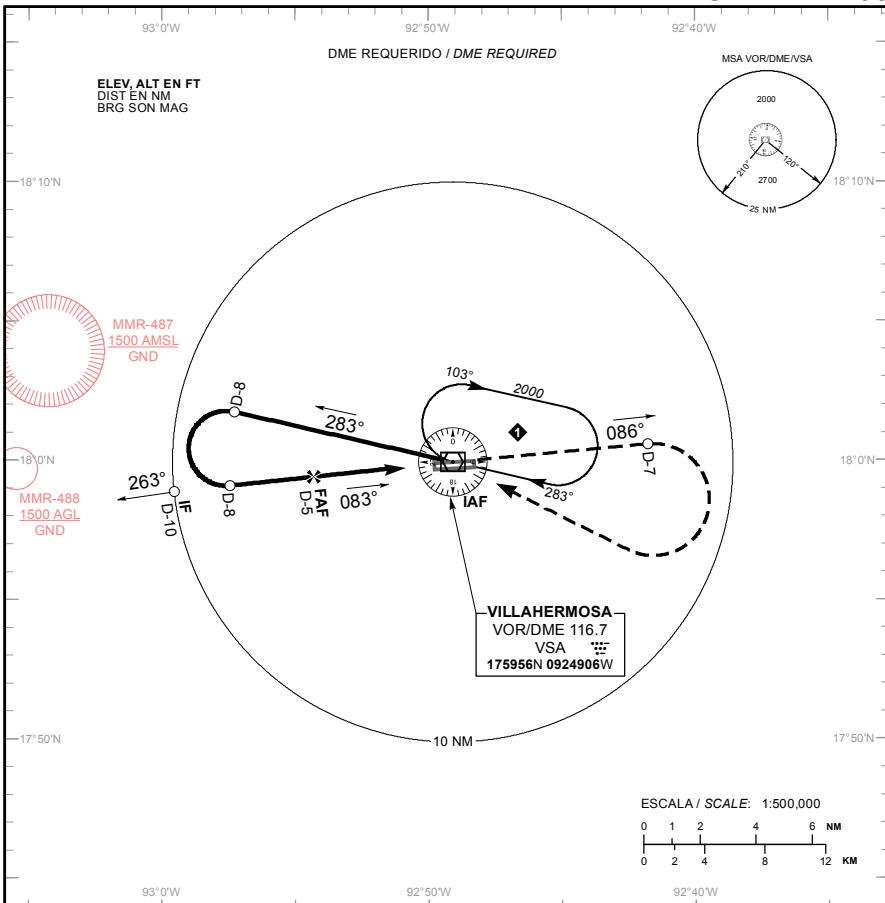 93°0'W 92°50'W 92°40'W
DME REQUERIDO / DME REQUIRED
MSA VOR/DME/VSA
ELEV, ALT EN FT
DIST EN NM
BRG SON MAG
2000
210° 120°
2700
25 NM
18°10'N 18°10'N
MMR-487
1500 AMSL
GND
103° 2000
D-8
283°
1
086°
D-7
18°0'N 18°0'N
283°
MMR-488
1500 AGL
GND
263°
IF
D-10
D-8
FAF
D-5
083°
0
18
IAF
VILLAHERMOSA
VOR/DME 116.7
VSA
175956N 0924906W
17°50'N 17°50'N
10 NM
ESCALA / SCALE: 1:500,000
0 1 2 4 6 NM
0 2 4 8 12 KM
93°0'W 92°50'W 92°40'W